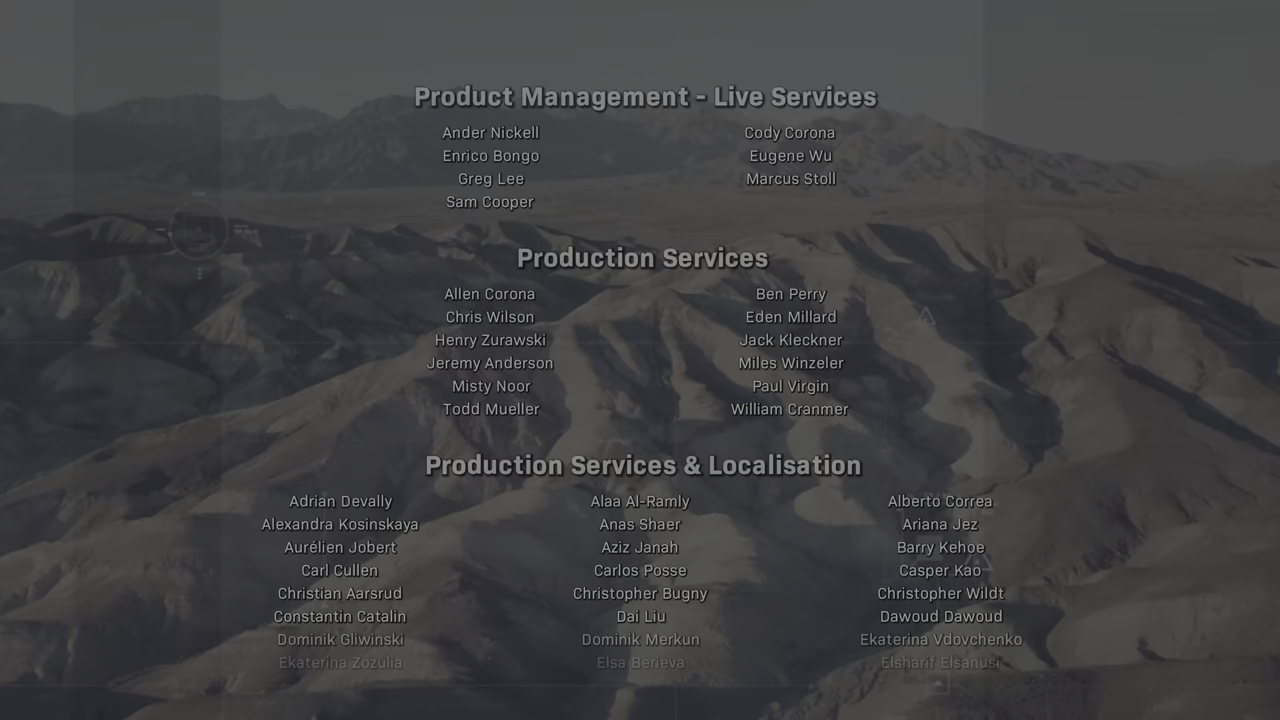 Product Management - Live Services
Ander Nickell Cody Corona
Enrico Bongo Eugene Wu
Greg Lee Marcus Stoll
Sam Cooper
Production Services
Allen Corona Ben Perry
Chris Wilson Eden Millard
Henry Zurawski Jack Kleckner
Jeremy Anderson Miles Winzeler
Misty Noor Paul Virgin
Todd Mueller William Cranmer
Production Services & Localisation
Adrian Devally Alaa Al-Ramly Alberto Correa
Alexandra Kosinskaya Anas Shaer Ariana Jez
Aurélien Jobert Aziz Janah Barry Kehoe
Carl Cullen Carlos Posse Casper Kao
Christian Aarsrud Christopher Bugny Christopher Wildt
Constantin Catalin Dai Liu Dawoud Dawoud
Dominik Gliwinski Dominik Merkun Ekaterina Vdovchenko
Ekaterina Zozulia Elsa Berieva Elsharif Elsanusi